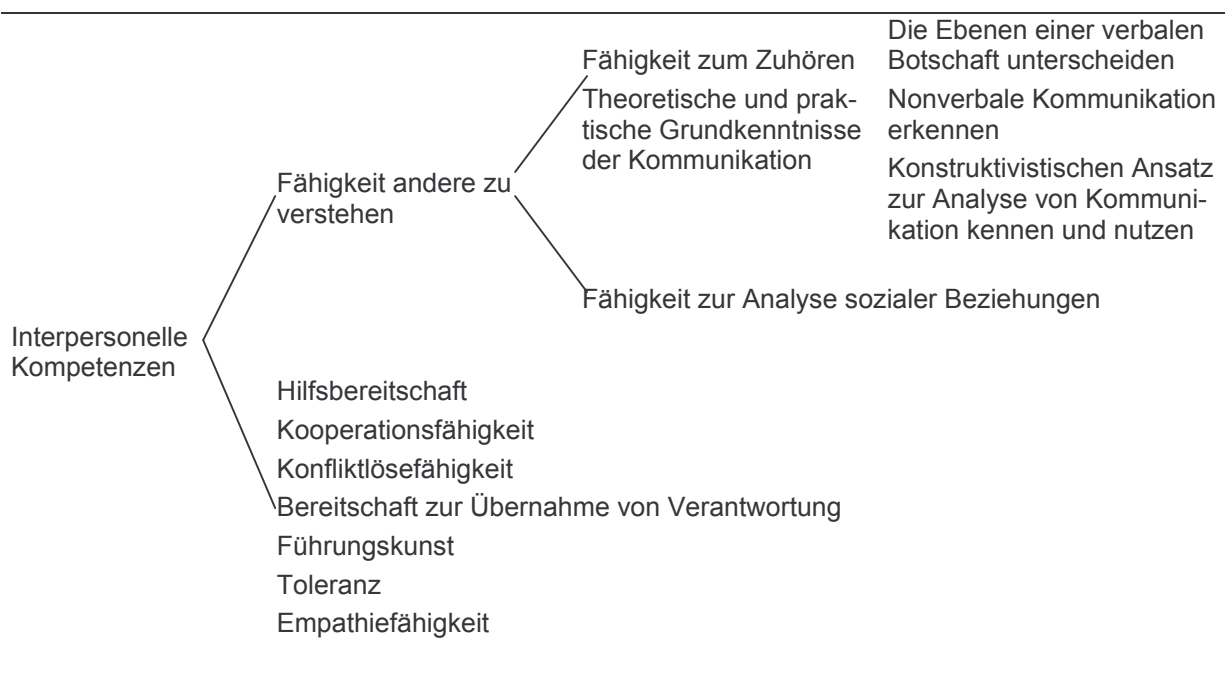 Die Ebenen einer verbalen
Botschaft unterscheiden
Fähigkeit zum Zuhören
Theoretische und prak-
tische Grundkenntnisse
der Kommunikation
Nonverbale Kommunikation
erkennen
Konstruktivistischen Ansatz
zur Analyse von Kommuni-
kation kennen und nutzen
Fähigkeit andere zu
verstehen
Fähigkeit zur Analyse sozialer Beziehungen
Interpersonelle
Kompetenzen
Hilfsbereitschaft
Kooperationsfähigkeit
Konfliktlösefähigkeit
Bereitschaft zur Übernahme von Verantwortung
Führungskunst
Toleranz
Empathiefähigkeit